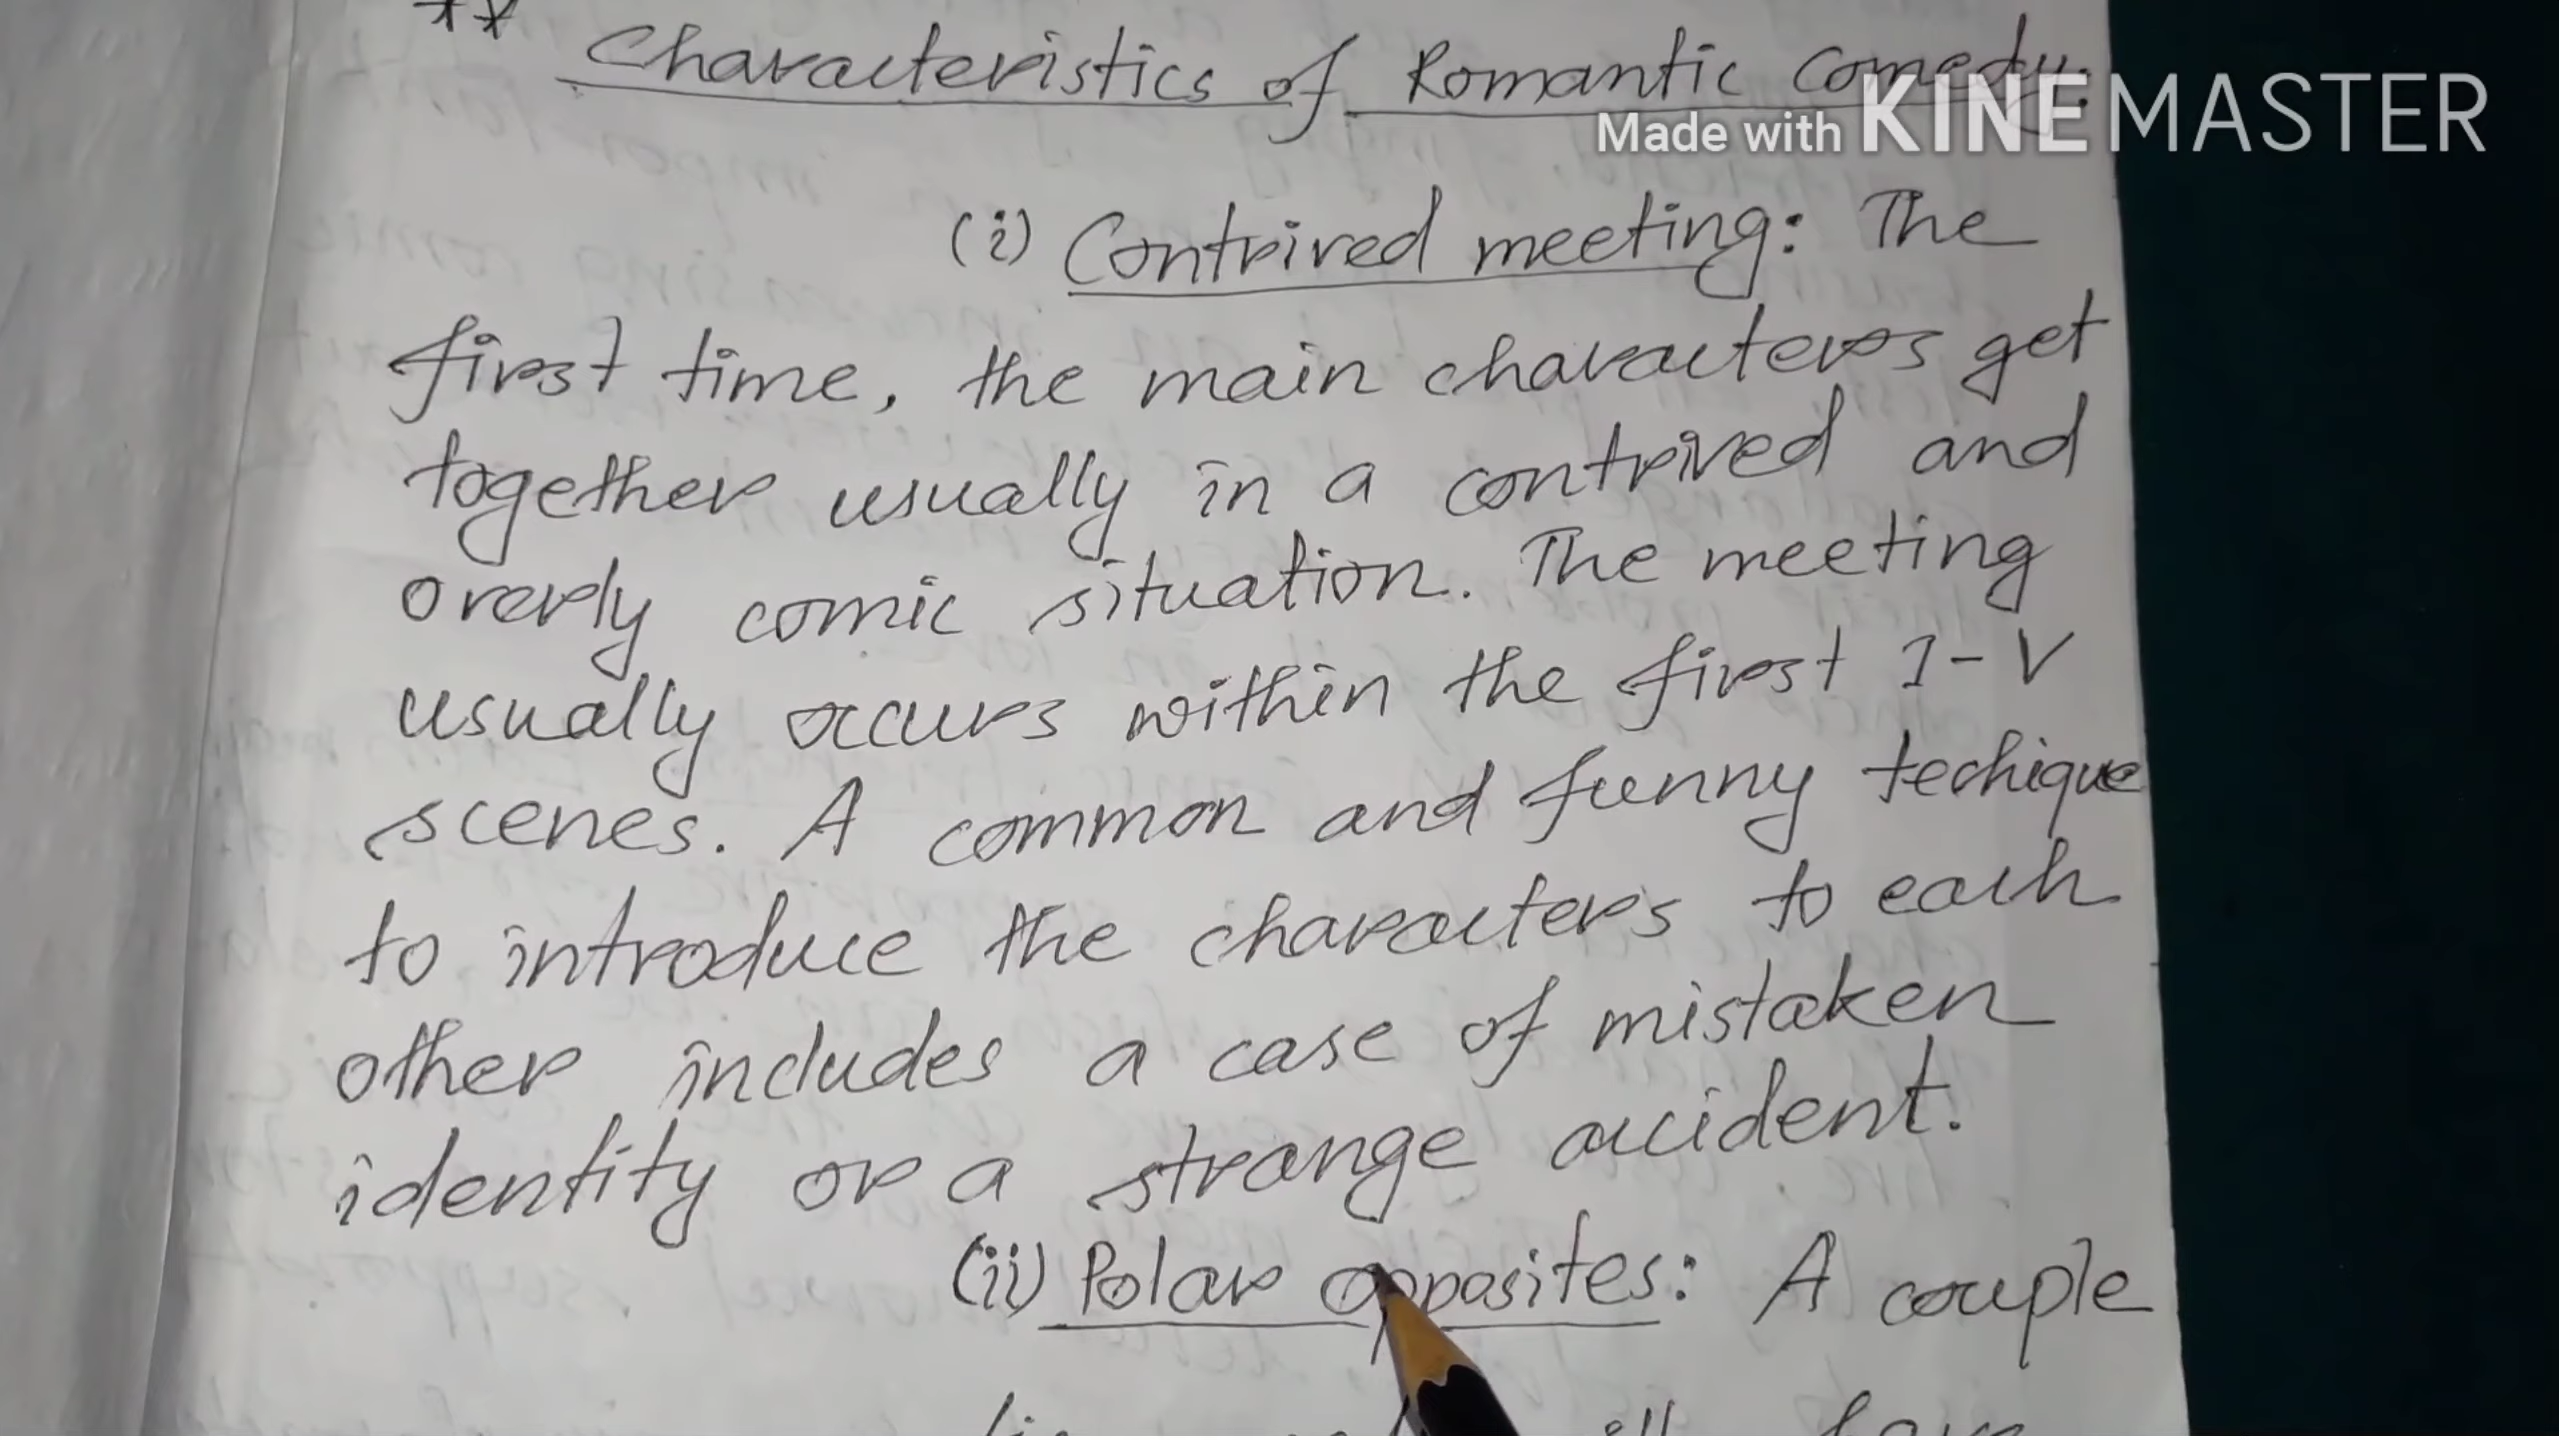 ** Characteristics of Romantic Comedy:
Made with KINEMASTER
(i) Contrived meeting: The
first time, the main characters get
together usually in a contrived and
overly comic situation. The meeting
usually occurs within the first I-V
scenes. A common and funny techique
to introduce the characters to each
other includes a case of mistaken
identity or a strange accident.
(ii) Polar opposites: A couple